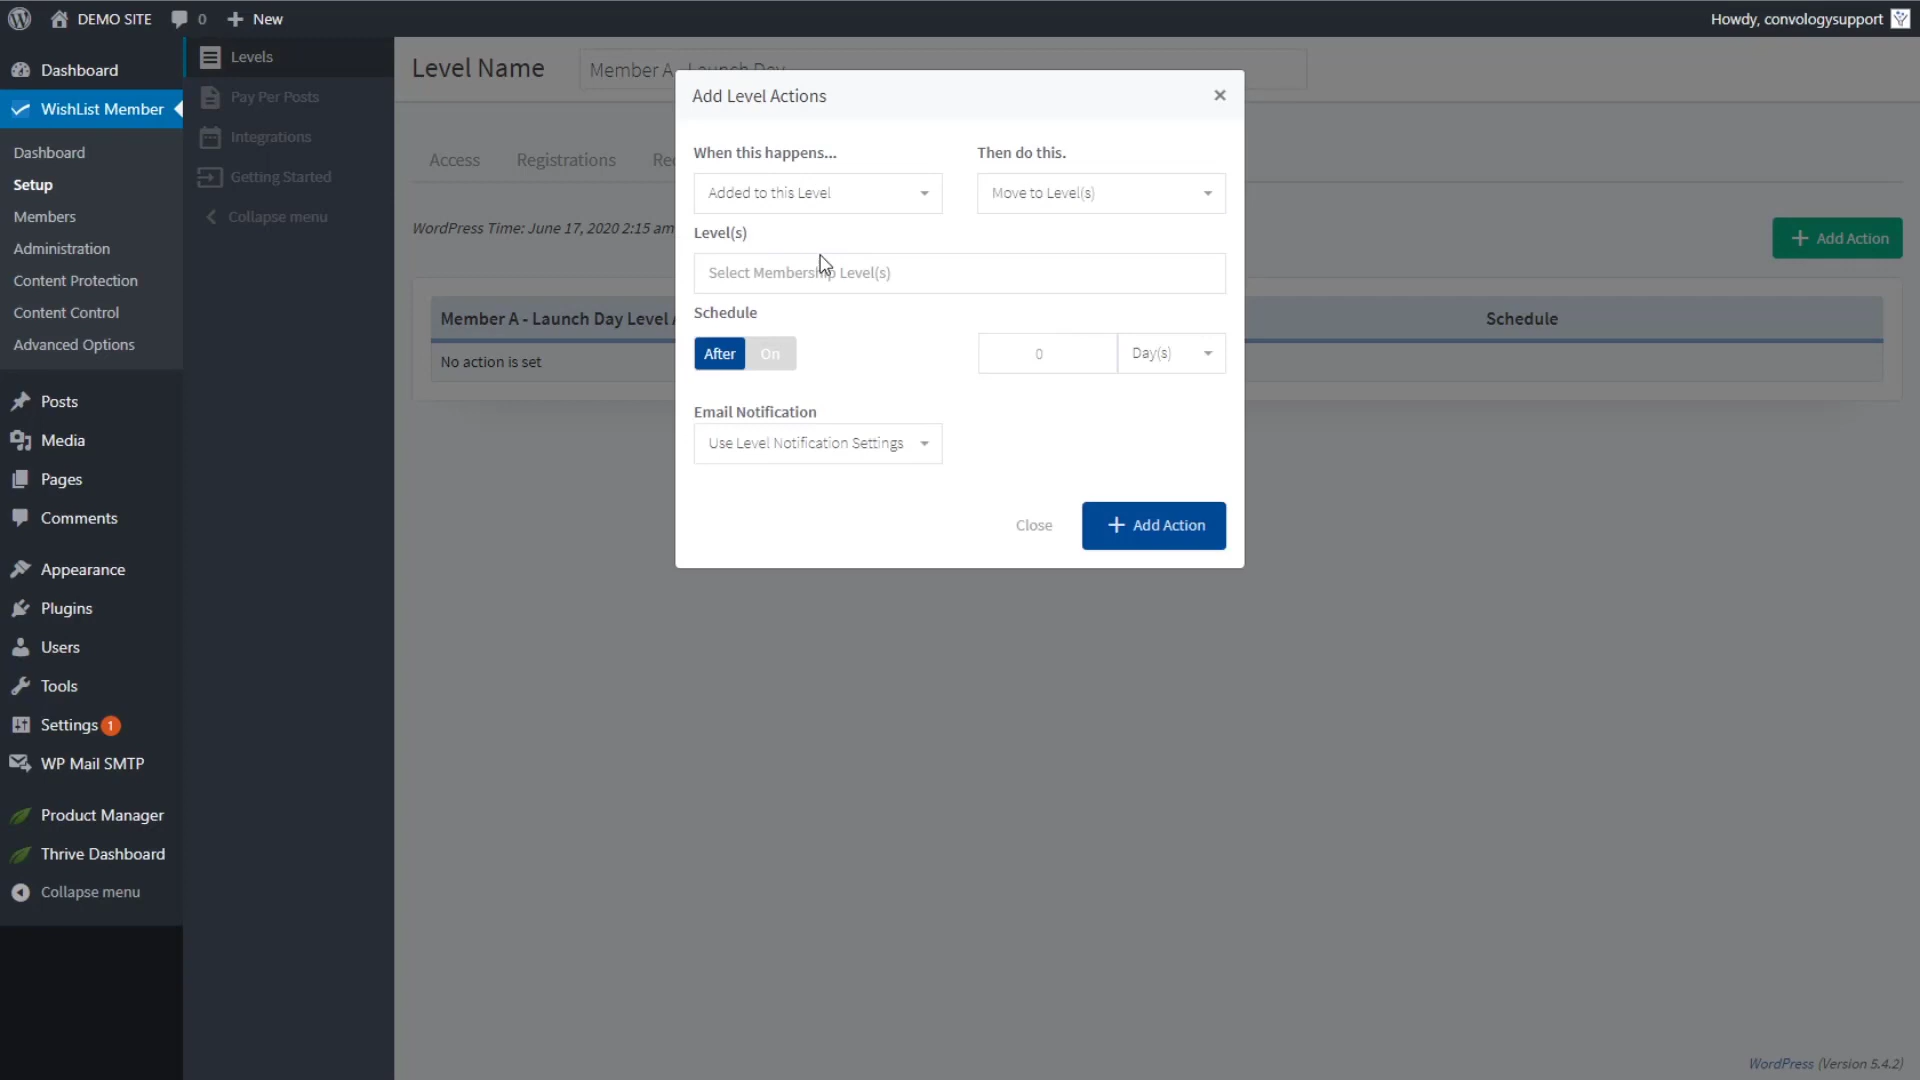 DEMO SITE 0 New
Howdy, convologysupport
Dashboard
WishList Member
Dashboard
Setup
Members
Administration
Content Protection
Content Control
Advanced Options
Posts
Media
Pages
Comments
Appearance
Plugins
Users
Tools
Settings 1
WP Mail SMTP
Product Manager
Thrive Dashboard
Collapse menu
Levels
Pay Per Posts
Integrations
Getting Started
Collapse menu
Level Name
Member A - Launch Day
Access Registrations
WordPress Time: June 17, 2020 2:15 am
Add Action
Member A - Launch Day Level
Schedule
No action is set
Add Level Actions
When this happens... Then do this.
Added to this Level Move to Level(s)
Level(s)
Select Membership Level(s)
Schedule
After On 0 Day(s)
Email Notification
Use Level Notification Settings
Close Add Action
WordPress (Version 5.4.2)